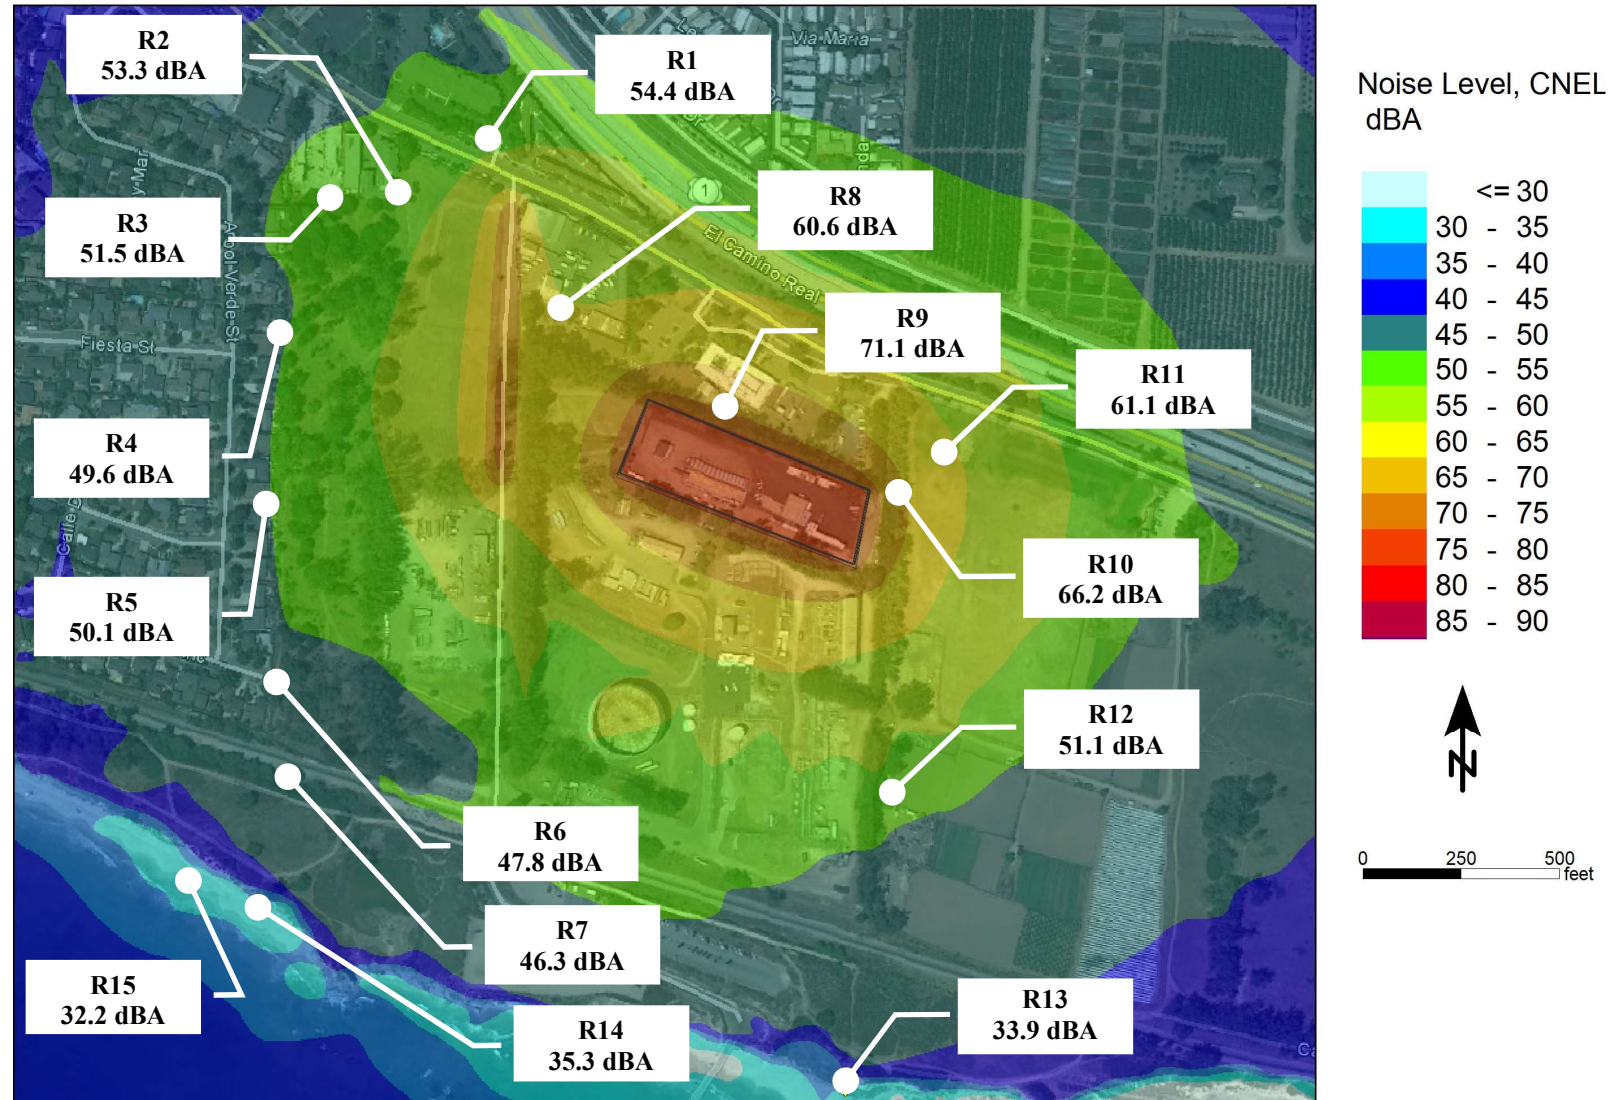 R2
53.3 dBA
R1
54.4 dBA
Via Maria
R3
51.5 dBA
R8
60.6 dBA
1
El Camino Real
Arbol Verde St
Fiesta St
R9
71.1 dBA
R11
61.1 dBA
R4
49.6 dBA
R10
66.2 dBA
R5
50.1 dBA
R12
51.1 dBA
R6
47.8 dBA
R7
46.3 dBA
R15
32.2 dBA
R14
35.3 dBA
R13
33.9 dBA
Noise Level, CNEL
dBA
<= 30
30 - 35
35 - 40
40 - 45
45 - 50
50 - 55
55 - 60
60 - 65
65 - 70
70 - 75
75 - 80
80 - 85
85 - 90
N
0 250 500
feet